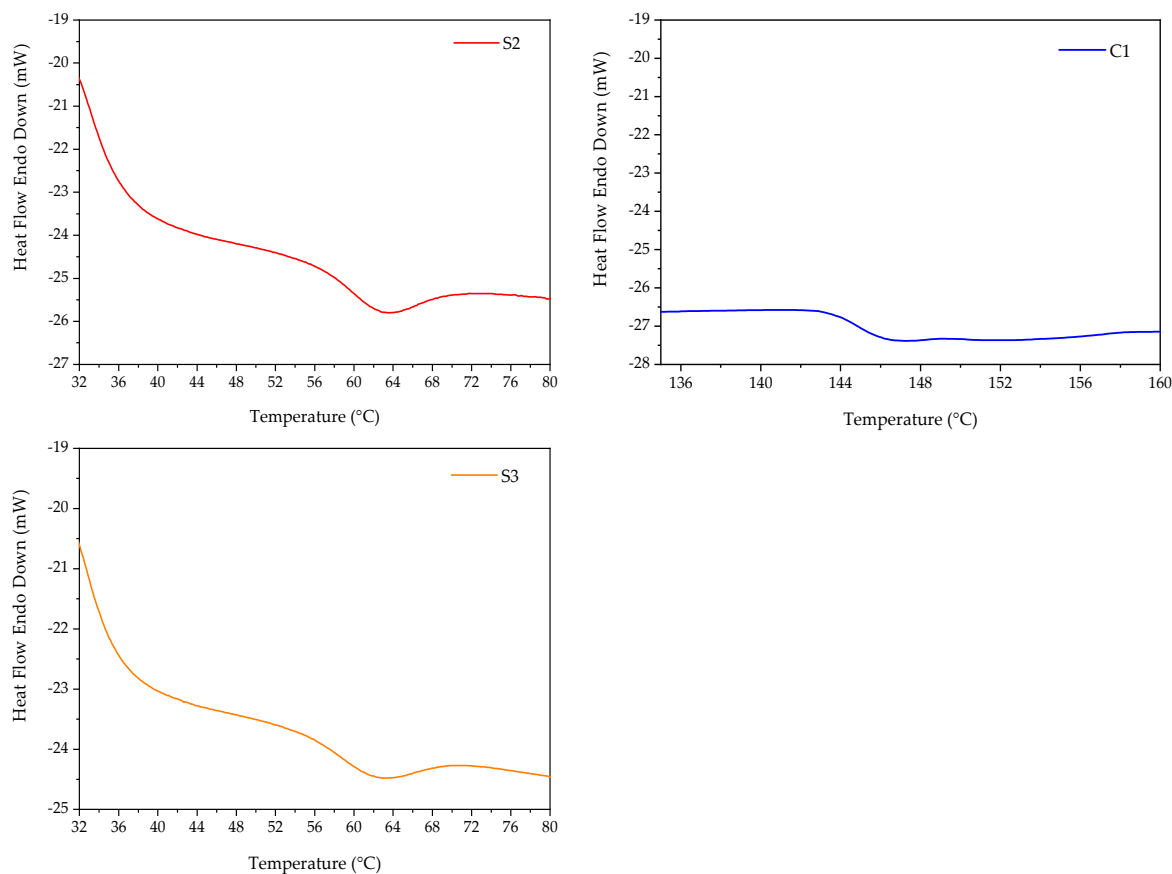 -19
-20
-21
-22
-23
-24
-25
-26
-27
Heat Flow Endo Down (mW)
S2
32 36 40 44 48 52 56 60 64 68 72 76 80
Temperature (°C)
-19
-20
-21
-22
-23
-24
-25
-26
-27
-28
Heat Flow Endo Down (mW)
C1
136 140 144 148 152 156 160
Temperature (°C)
-19
-20
-21
-22
-23
-24
-25
Heat Flow Endo Down (mW)
S3
32 36 40 44 48 52 56 60 64 68 72 76 80
Temperature (°C)